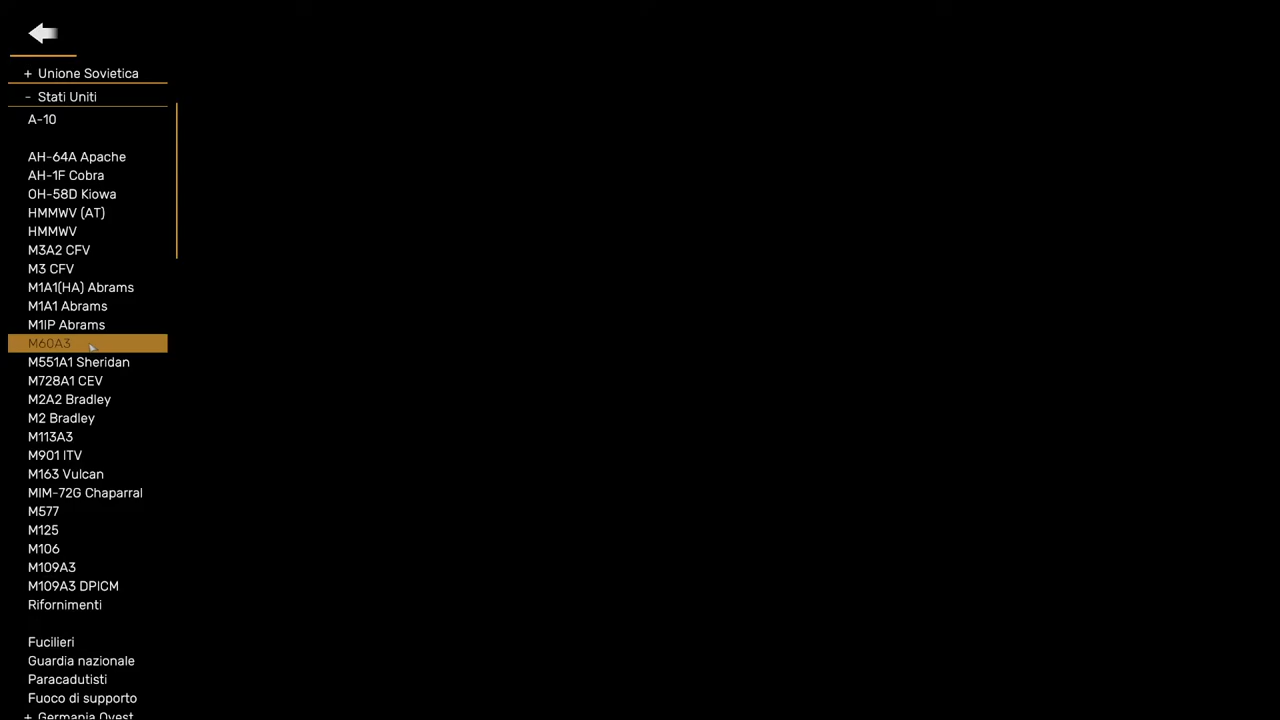 + Unione Sovietica
- Stati Uniti
A-10
AH-64A Apache
AH-1F Cobra
OH-58D Kiowa
HMMWV (AT)
HMMWV
M3A2 CFV
M3 CFV
M1A1(HA) Abrams
M1A1 Abrams
M1IP Abrams
M60A3
M551A1 Sheridan
M728A1 CEV
M2A2 Bradley
M2 Bradley
M113A3
M901 ITV
M163 Vulcan
MIM-72G Chaparral
M577
M125
M106
M109A3
M109A3 DPICM
Rifornimenti
Fucilieri
Guardia nazionale
Paracadutisti
Fuoco di supporto
+ Germania Ovest